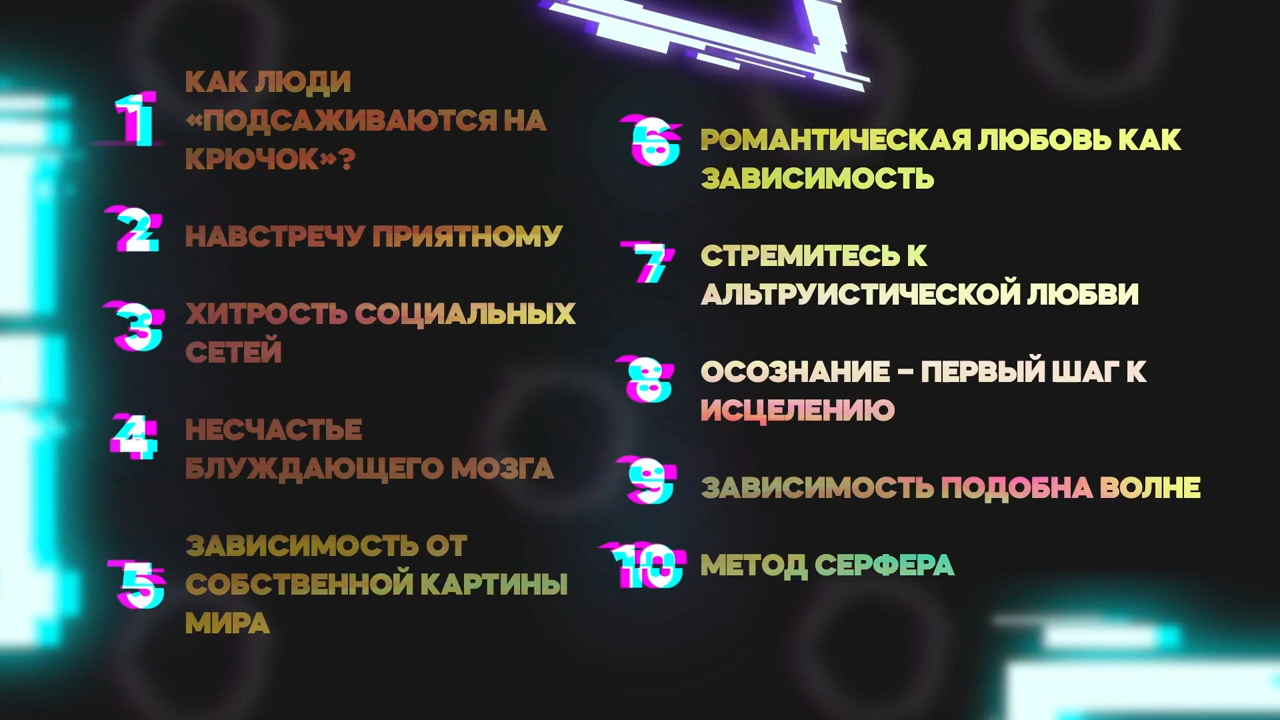 1 КАК ЛЮДИ
«ПОДСАЖИВАЮТСЯ НА
КРЮЧОК»?
2 НАВСТРЕЧУ ПРИЯТНОМУ
3 ХИТРОСТЬ СОЦИАЛЬНЫХ
СЕТЕЙ
4 НЕСЧАСТЬЕ
БЛУЖДАЮЩЕГО МОЗГА
5 ЗАВИСИМОСТЬ ОТ
СОБСТВЕННОЙ КАРТИНЫ
МИРА
6 РОМАНТИЧЕСКАЯ ЛЮБОВЬ КАК
ЗАВИСИМОСТЬ
7 СТРЕМИТЕСЬ К
АЛЬТРУИСТИЧЕСКОЙ ЛЮБВИ
8 ОСОЗНАНИЕ – ПЕРВЫЙ ШАГ К
ИСЦЕЛЕНИЮ
9 ЗАВИСИМОСТЬ ПОДОБНА ВОЛНЕ
10 МЕТОД СЕРФЕРА